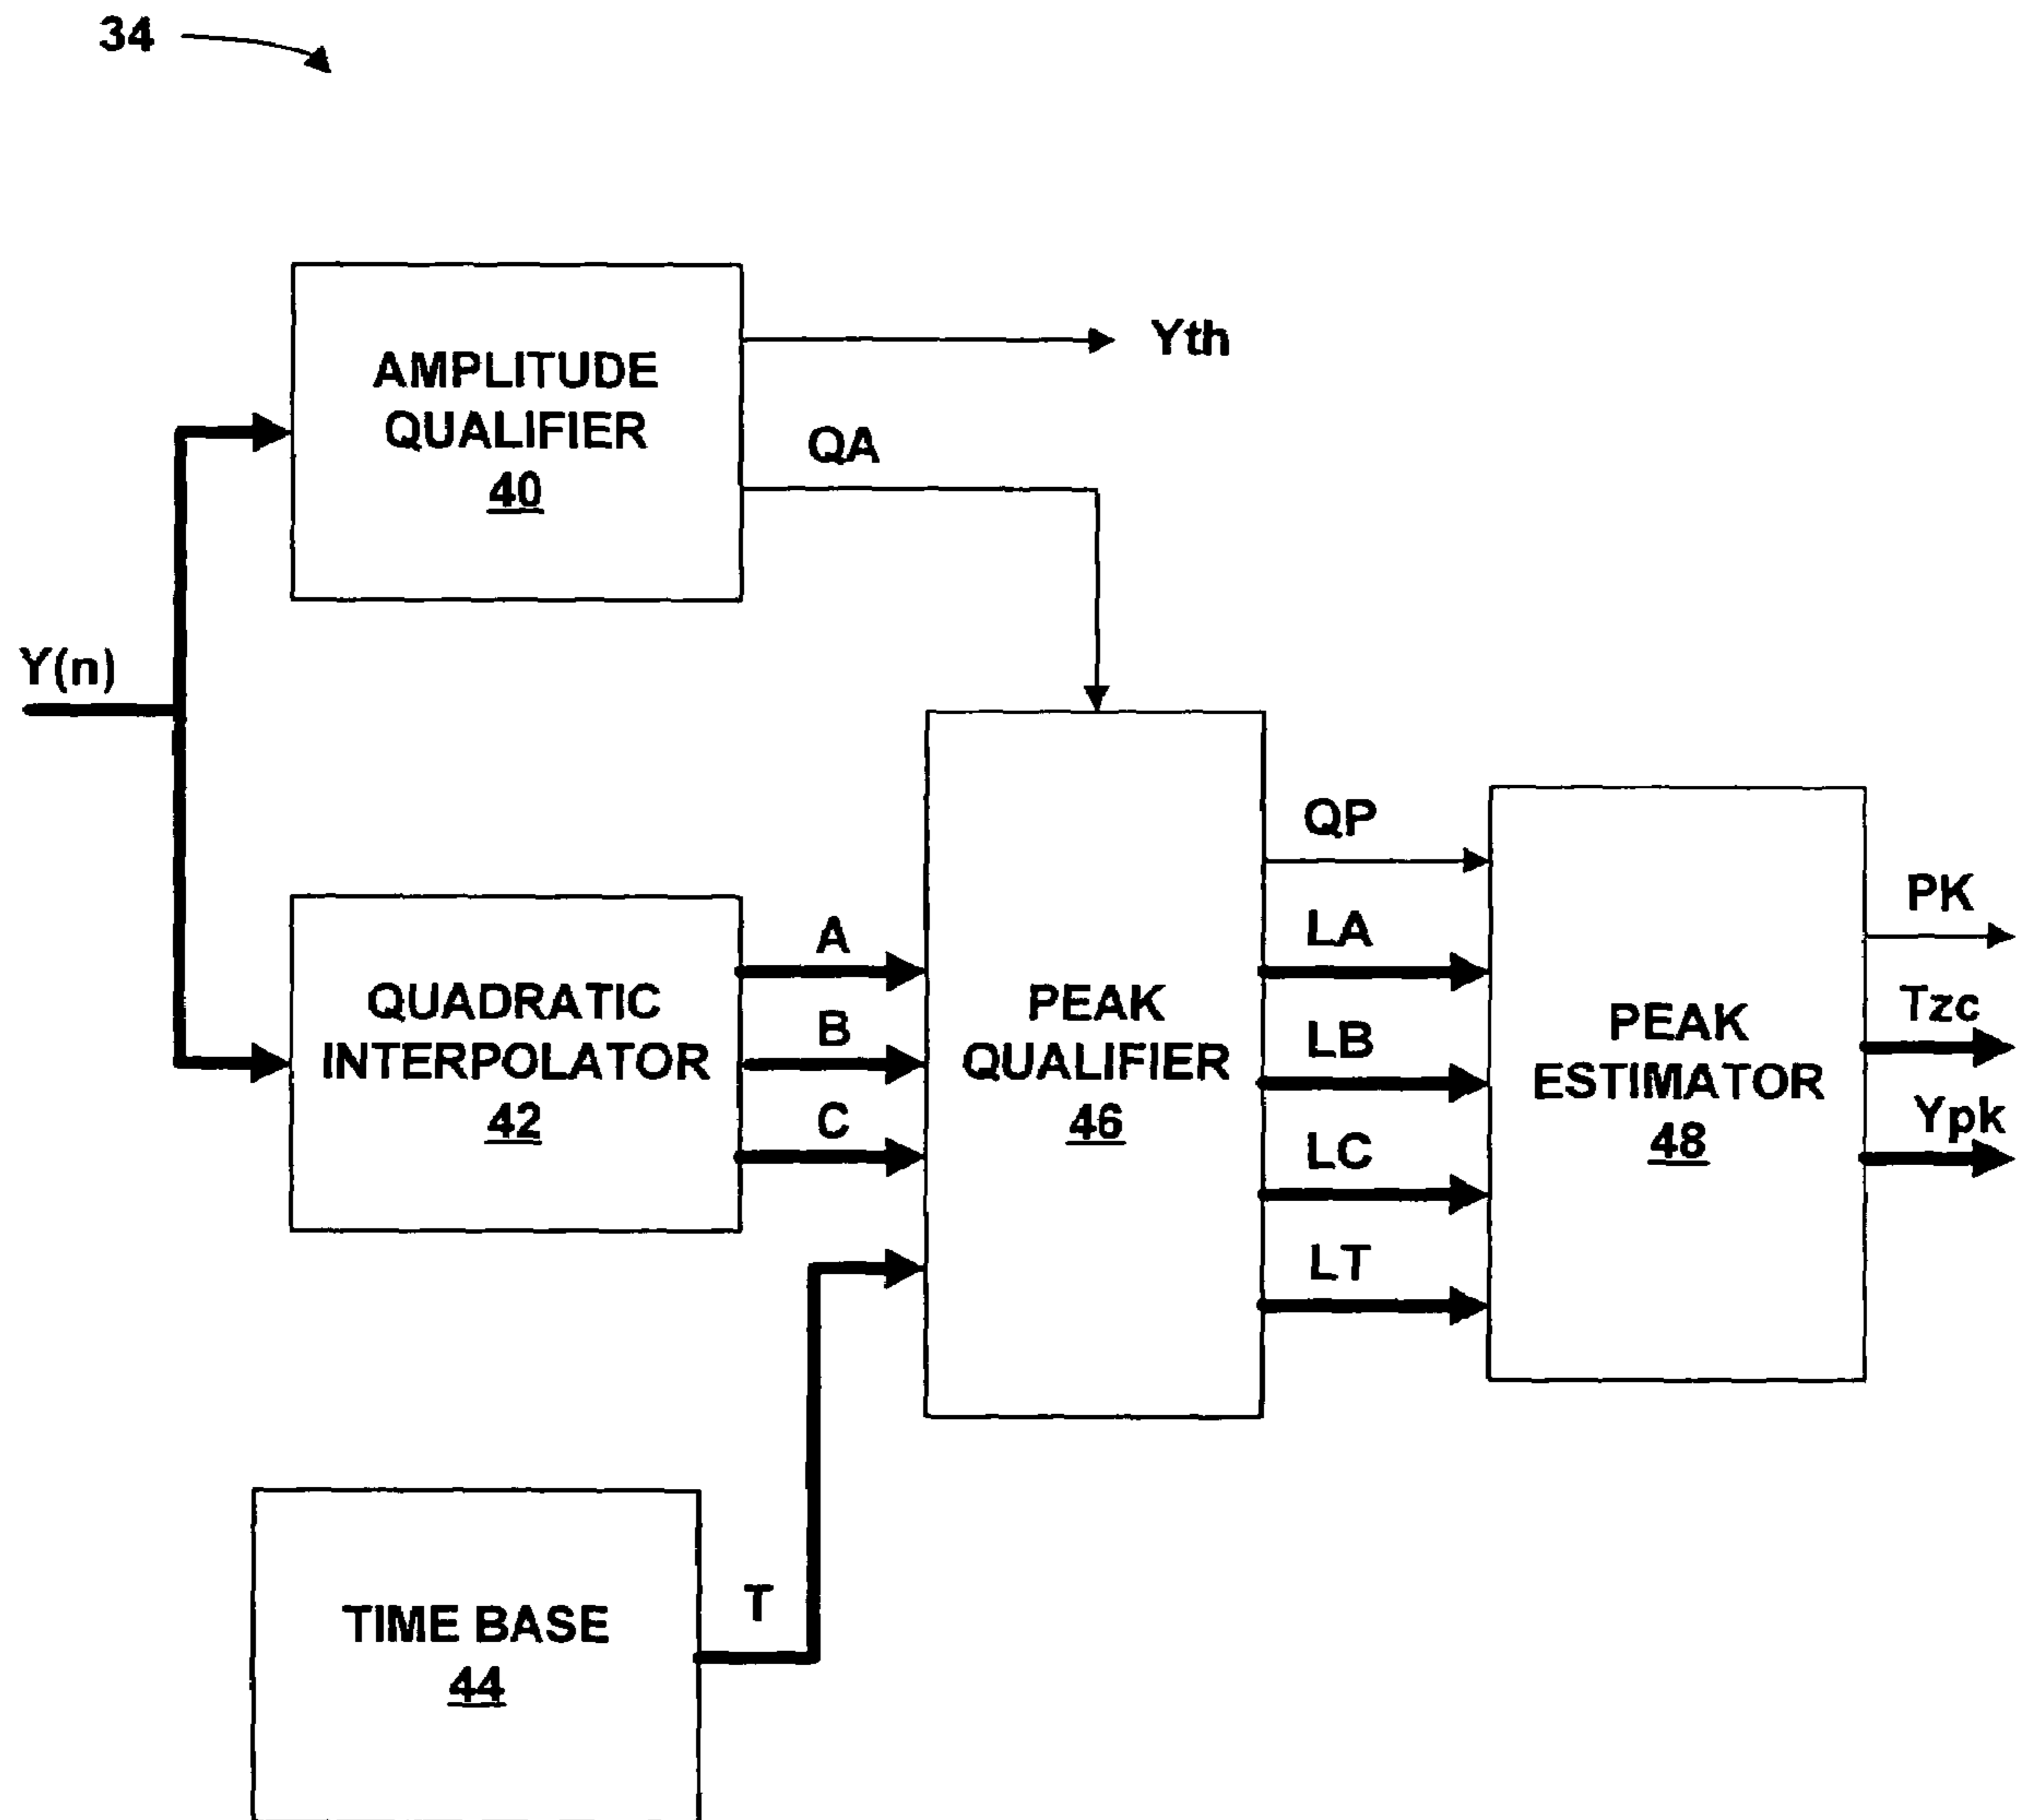 34
AMPLITUDE
QUALIFIER
40
Yth
QA
Y(n)
QUADRATIC
INTERPOLATOR
42
A
B
C
PEAK
QUALIFIER
46
QP
LA
LB
LC
LT
PEAK
ESTIMATOR
48
PK
Tzc
Ypk
TIME BASE
44
T